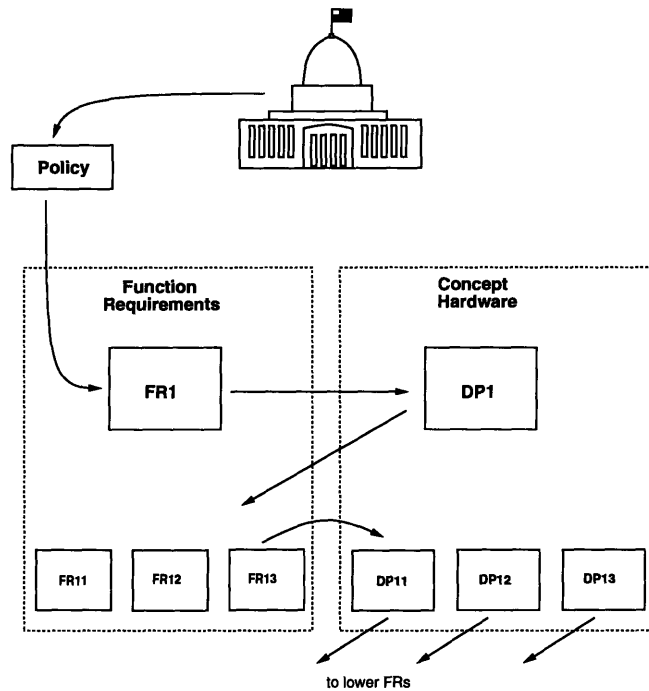 Policy
Function
Requirements
Concept
Hardware
FR1
DP1
FR11
FR12
FR13
DP11
DP12
DP13
to lower FRs